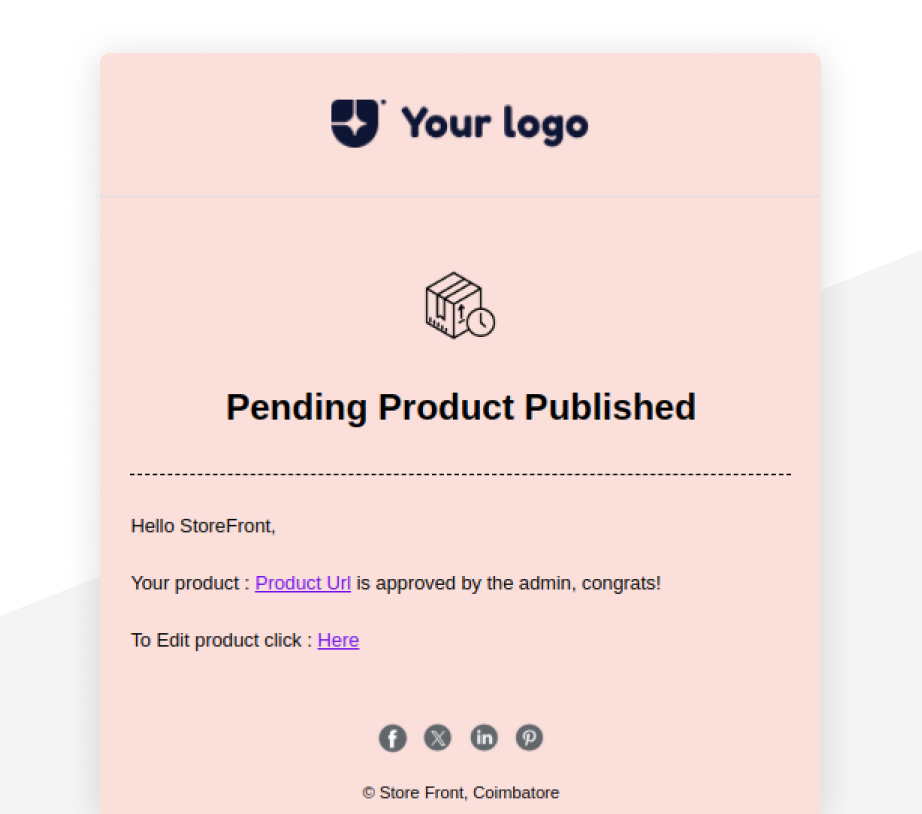 Your logo
Pending Product Published
Hello StoreFront,
Your product : Product Url is approved by the admin, congrats!
To Edit product click : Here
© Store Front, Coimbatore